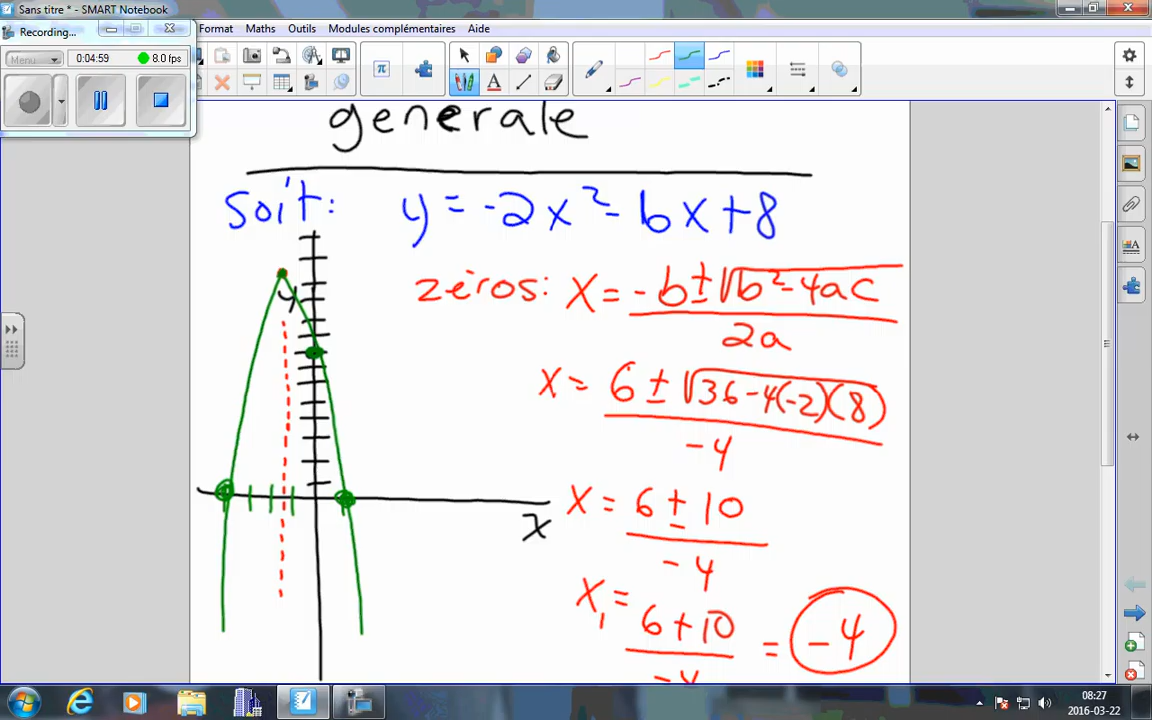 Sans titre * - SMART Notebook
Recording...
Format Maths Outils Modules complémentaires Aide
Menu 0:04:59 8.0 fps
generale
soit: y = -2x² - 6x + 8
zéros: x = -b ± √b² - 4ac
2a
y
x = 6 ± √36 - 4(-2)(8)
-4
x = 6 ± 10
-4
x
x₁ = 6 + 10 = -4
-4
08:27
2016-03-22